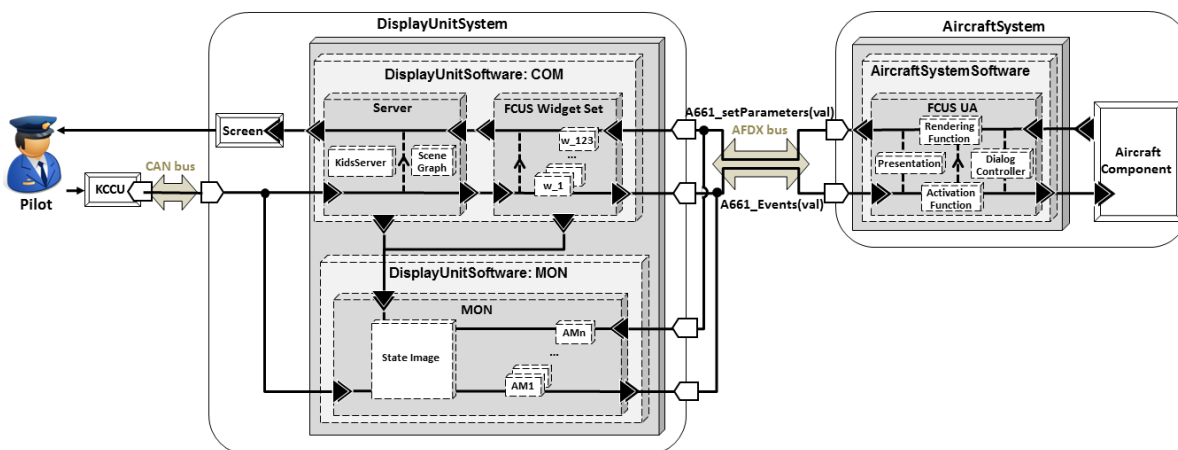 DisplayUnitSystem
AircraftSystem
DisplayUnitSoftware: COM
AircraftSystemSoftware
Server
FCUS Widget Set
FCUS UA
A661_setParameters(val)
w_123
Rendering
Function
Screen
AFDX bus
KidsServer
Scene
Graph
...
w_1
Presentation
Dialog
Controller
Aircraft
Component
CAN bus
Pilot
KCCU
Activation
Function
A661_Events(val)
DisplayUnitSoftware: MON
MON
State Image
AMn
...
AM1